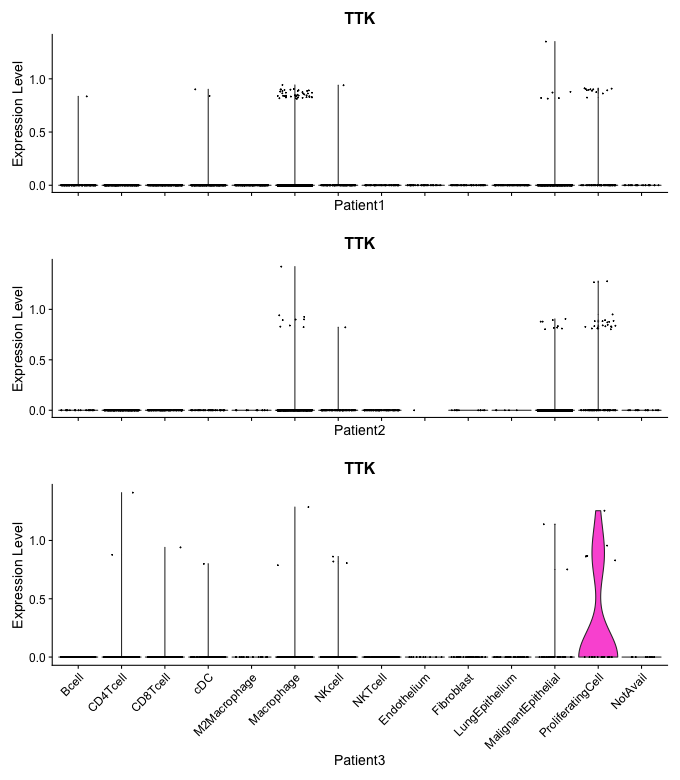 TTK
Expression Level
1.0
0.5
0.0
Patient1
TTK
Expression Level
1.0
0.5
0.0
Patient2
TTK
Expression Level
1.0
0.5
0.0
Bcell
CD4Tcell
CD8Tcell
cDC
M2Macrophage
Macrophage
NKcell
NKTcell
Endothelium
Fibroblast
LungEpithelium
MalignantEpithelial
ProliferatingCell
NotAvail
Patient3